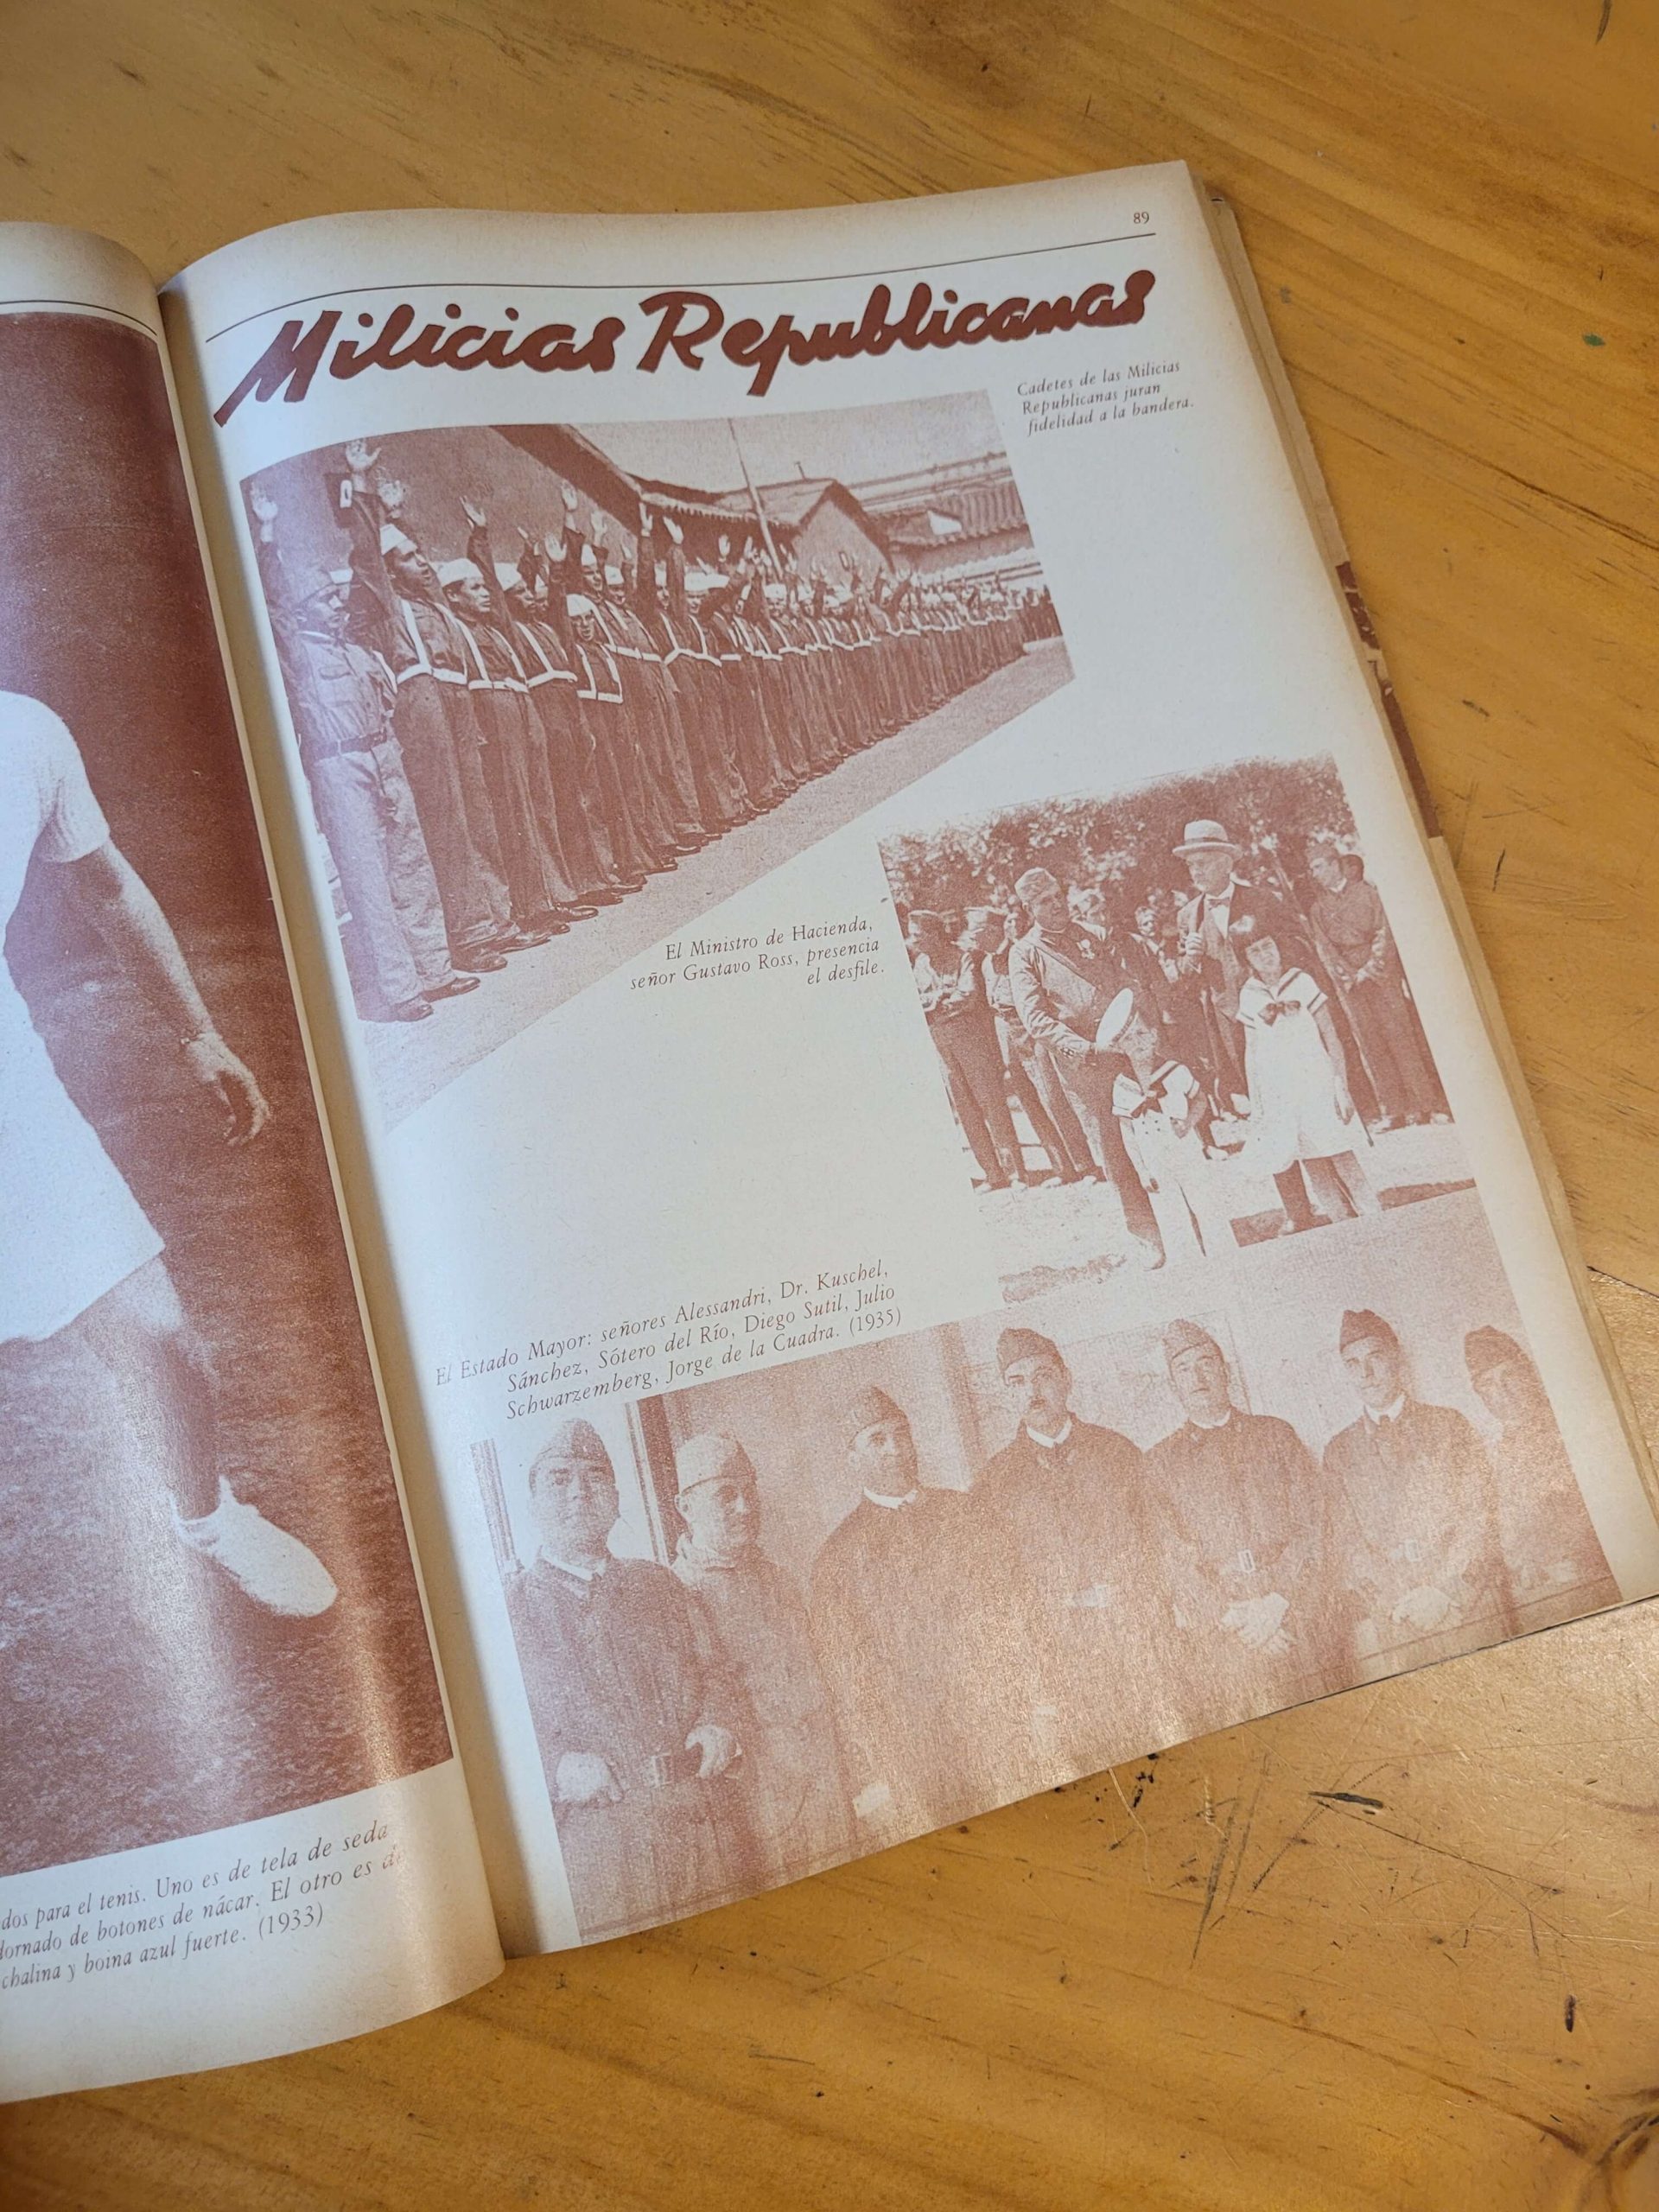 dos para el tenis. Uno es de tela de seda
dornado de botones de nácar. El otro es de
chalina y boina azul fuerte. (1933)
89
Milicias Republicanas
Cadetes de las Milicias
Republicanas juran
fidelidad a la bandera.
El Ministro de Hacienda,
señor Gustavo Ross, presencia
el desfile.
El Estado Mayor: señores Alessandri, Dr. Kuschel,
Sánchez, Sótero del Río, Diego Sutil, Julio
Schwarzemberg, Jorge de la Cuadra. (1935)